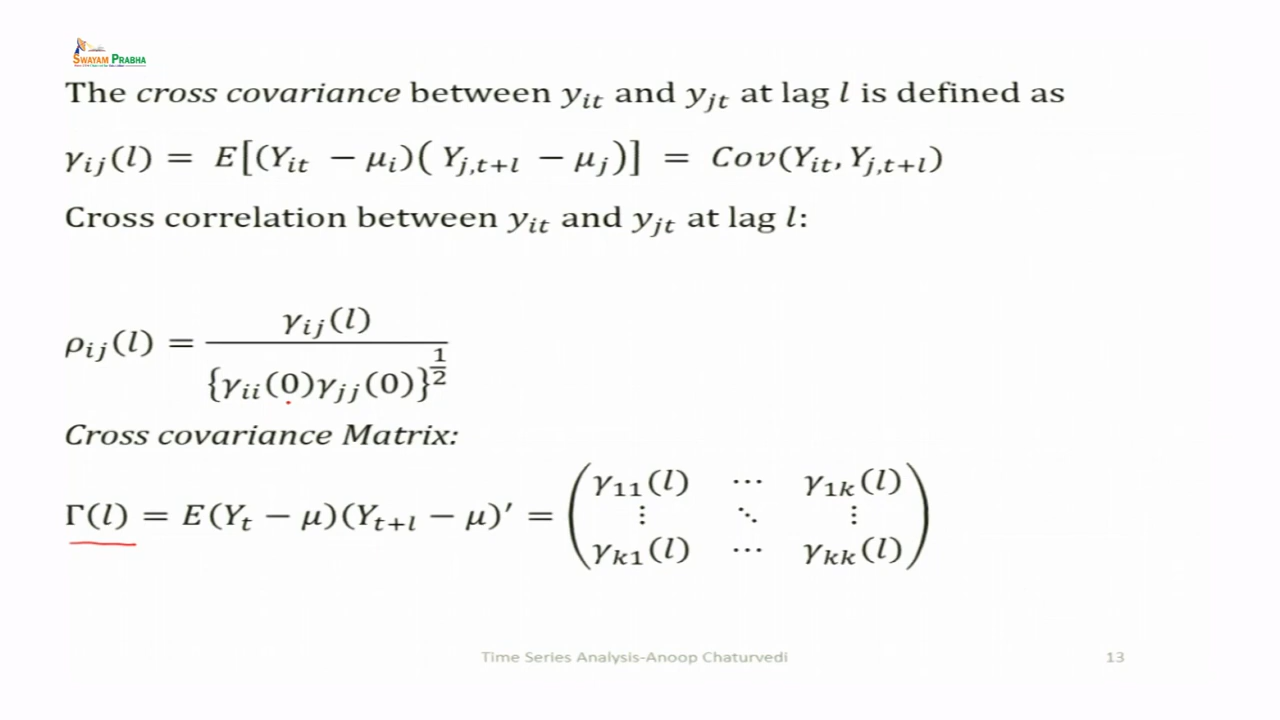 SWAYAM PRABHA
The cross covariance between y_it and y_jt at lag l is defined as
γ_ij(l) = E[(Y_it − μ_i)( Y_j,t+l − μ_j)] = Cov(Y_it, Y_j,t+l)
Cross correlation between y_it and y_jt at lag l:
ρ_ij(l) = γ_ij(l) / {γ_ii(0)γ_jj(0)}^(1/2)
Cross covariance Matrix:
Γ(l) = E(Y_t − μ)(Y_t+l − μ)′ = ( γ_11(l) ⋯ γ_1k(l)
⋮ ⋱ ⋮
γ_k1(l) ⋯ γ_kk(l) )
Time Series Analysis-Anoop Chaturvedi
13